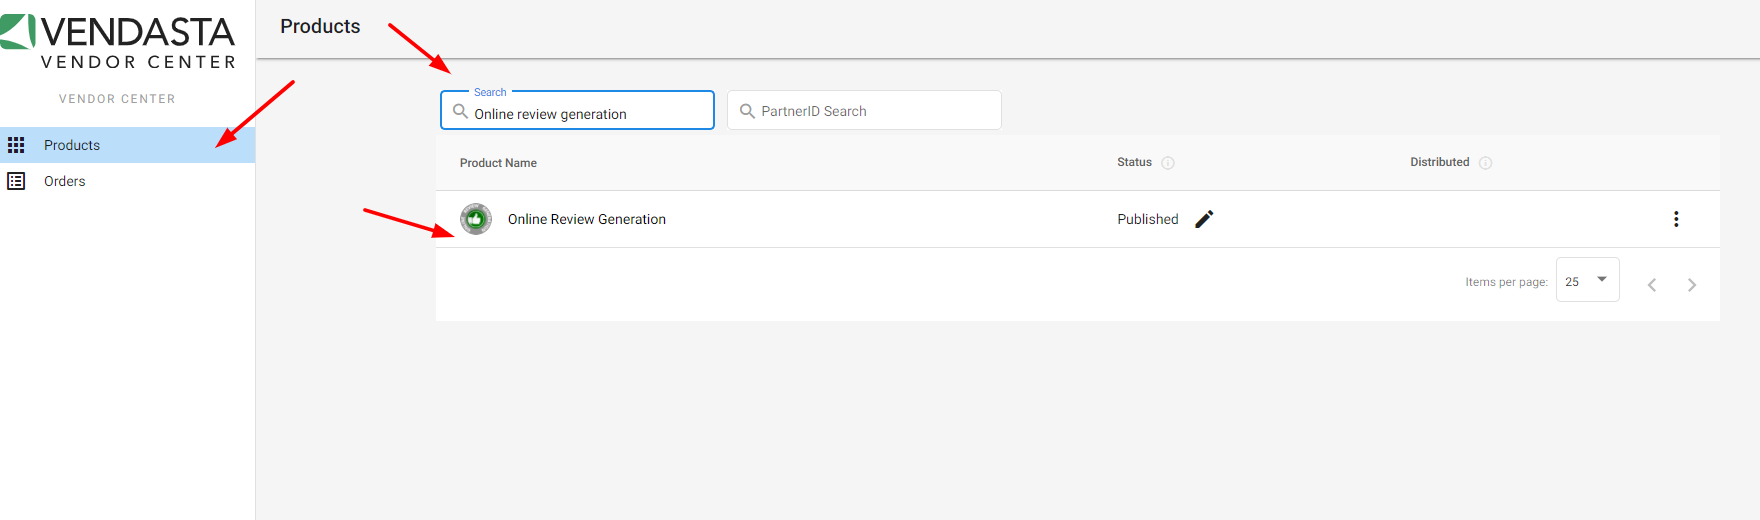 VENDASTA
VENDOR CENTER
VENDOR CENTER
Products
Orders
Products
Search
Online review generation
PartnerID Search
Product Name
Status
Distributed
Online Review Generation
Published
Items per page:
25